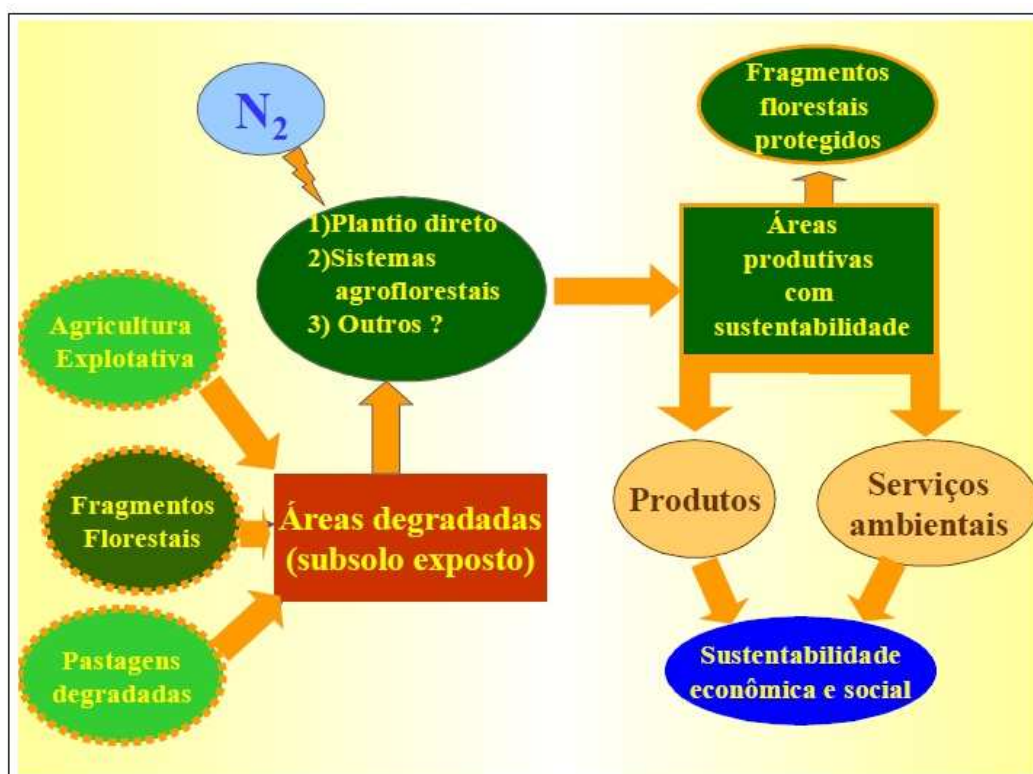 N₂
1)Plantio direto
2)Sistemas
agroflorestais
3) Outros ?
Agricultura
Explotativa
Fragmentos
Florestais
Pastagens
degradadas
Áreas degradadas
(subsolo exposto)
Fragmentos
florestais
protegidos
Áreas
produtivas
com
sustentabilidade
Produtos
Serviços
ambientais
Sustentabilidade
econômica e social